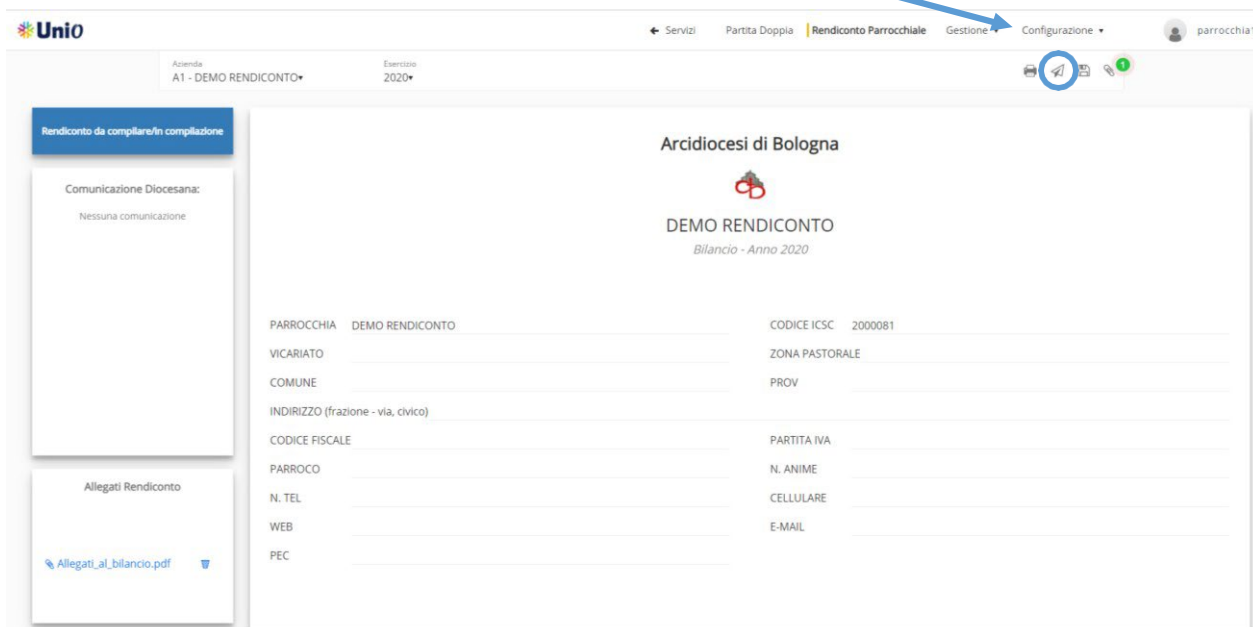 Unio
Servizi Partita Doppia Rendiconto Parrocchiale Gestione Configurazione parrocchia1
Azienda Esercizio
A1 - DEMO RENDICONTO 2020
1
Rendiconto da compilare/in compilazione
Comunicazione Diocesana:
Nessuna comunicazione
Arcidiocesi di Bologna
DEMO RENDICONTO
Bilancio - Anno 2020
PARROCCHIA DEMO RENDICONTO CODICE ICSC 2000081
VICARIATO ZONA PASTORALE
COMUNE PROV
INDIRIZZO (frazione - via, civico)
CODICE FISCALE PARTITA IVA
PARROCO N. ANIME
N. TEL CELLULARE
WEB E-MAIL
PEC
Allegati Rendiconto
Allegati_al_bilancio.pdf